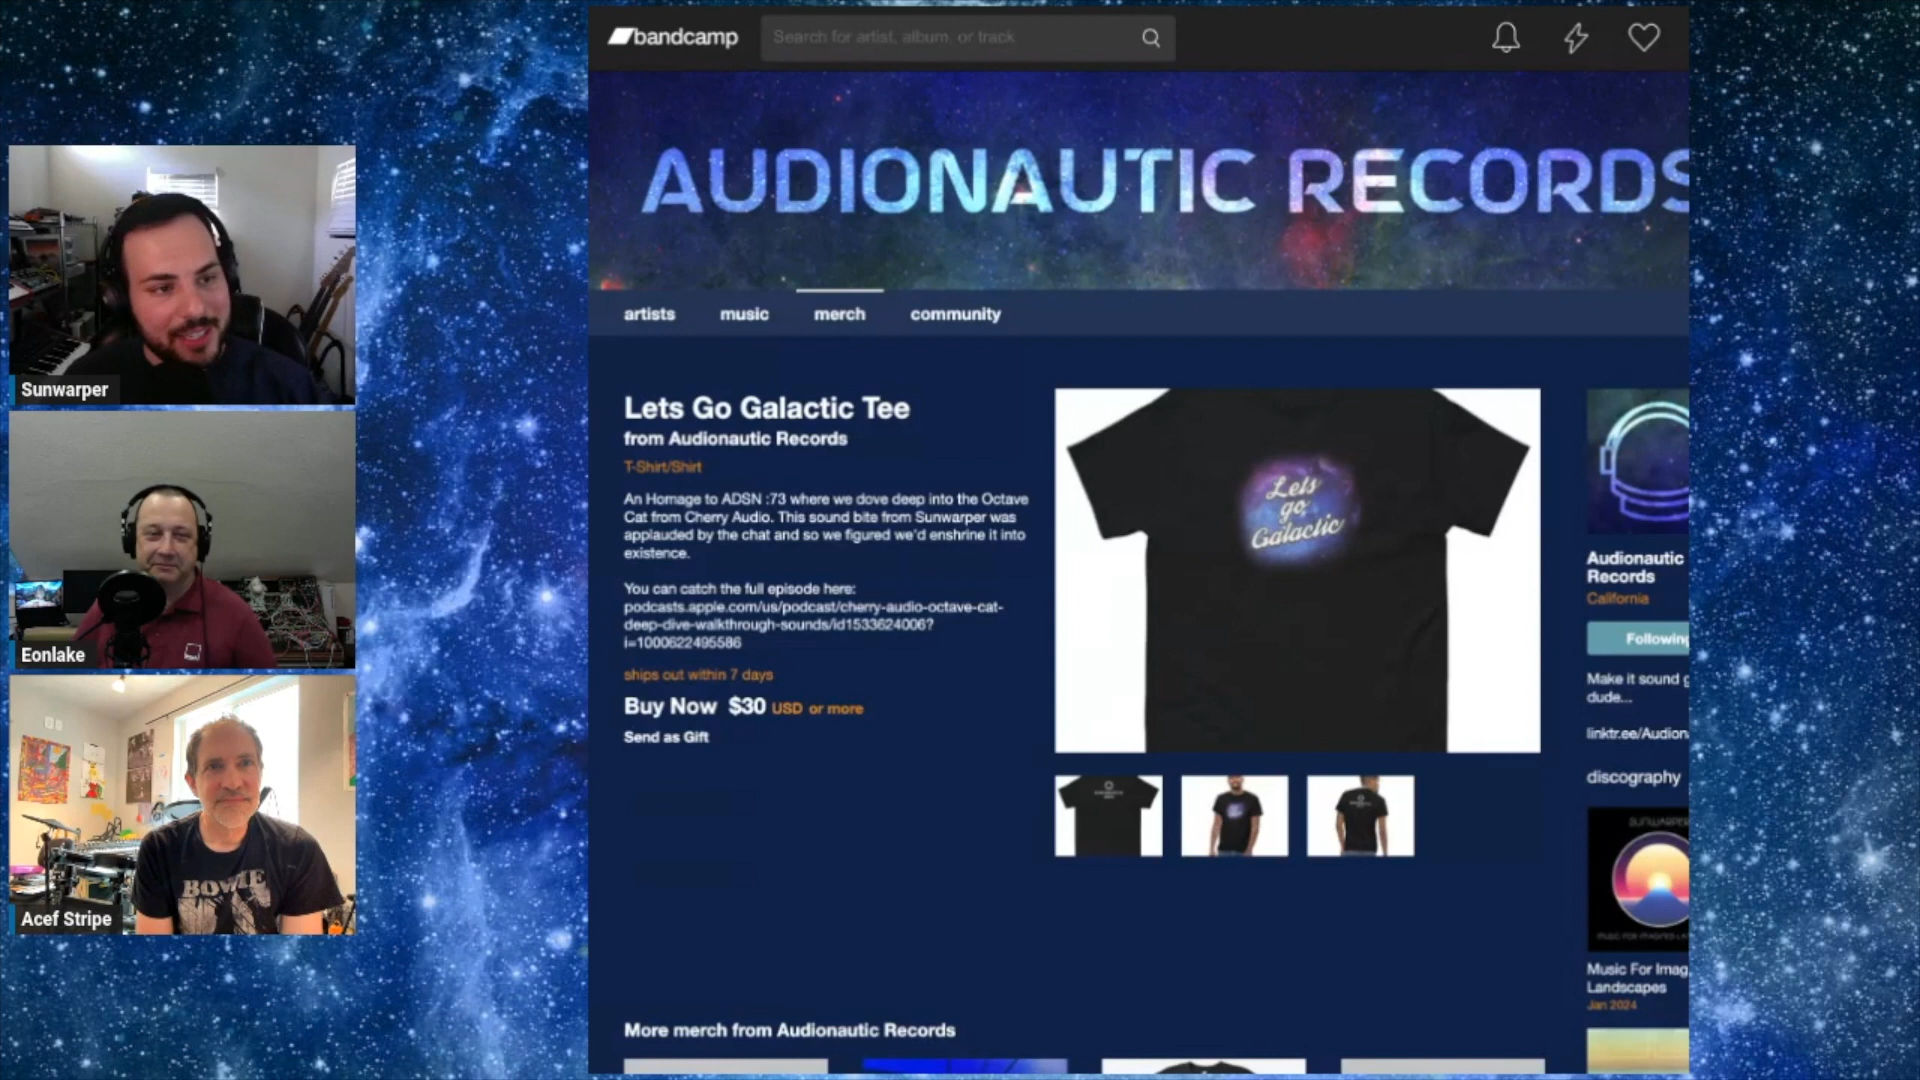 bandcamp
Search for artist, album, or track
AUDIONAUTIC RECORDS
artists
music
merch
community
Lets Go Galactic Tee
from Audionautic Records
T-Shirt/Shirt
An Homage to ADSN :73 where we dove deep into the Octave
Cat from Cherry Audio. This sound bite from Sunwarper was
applauded by the chat and so we figured we'd enshrine it into
existence.
You can catch the full episode here:
podcasts.apple.com/us/podcast/cherry-audio-octave-cat-
deep-dive-walkthrough-sounds/id1533624006?
i=1000622495586
ships out within 7 days
Buy Now $30 USD or more
Send as Gift
Lets
go
Galactic
Audionautic
Records
California
Following
Make it sound g
dude...
linktr.ee/Audion
discography
SUNWARPER
Music For Imag
Landscapes
Jan 2024
More merch from Audionautic Records
Sunwarper
Eonlake
BOWIE
Acef Stripe